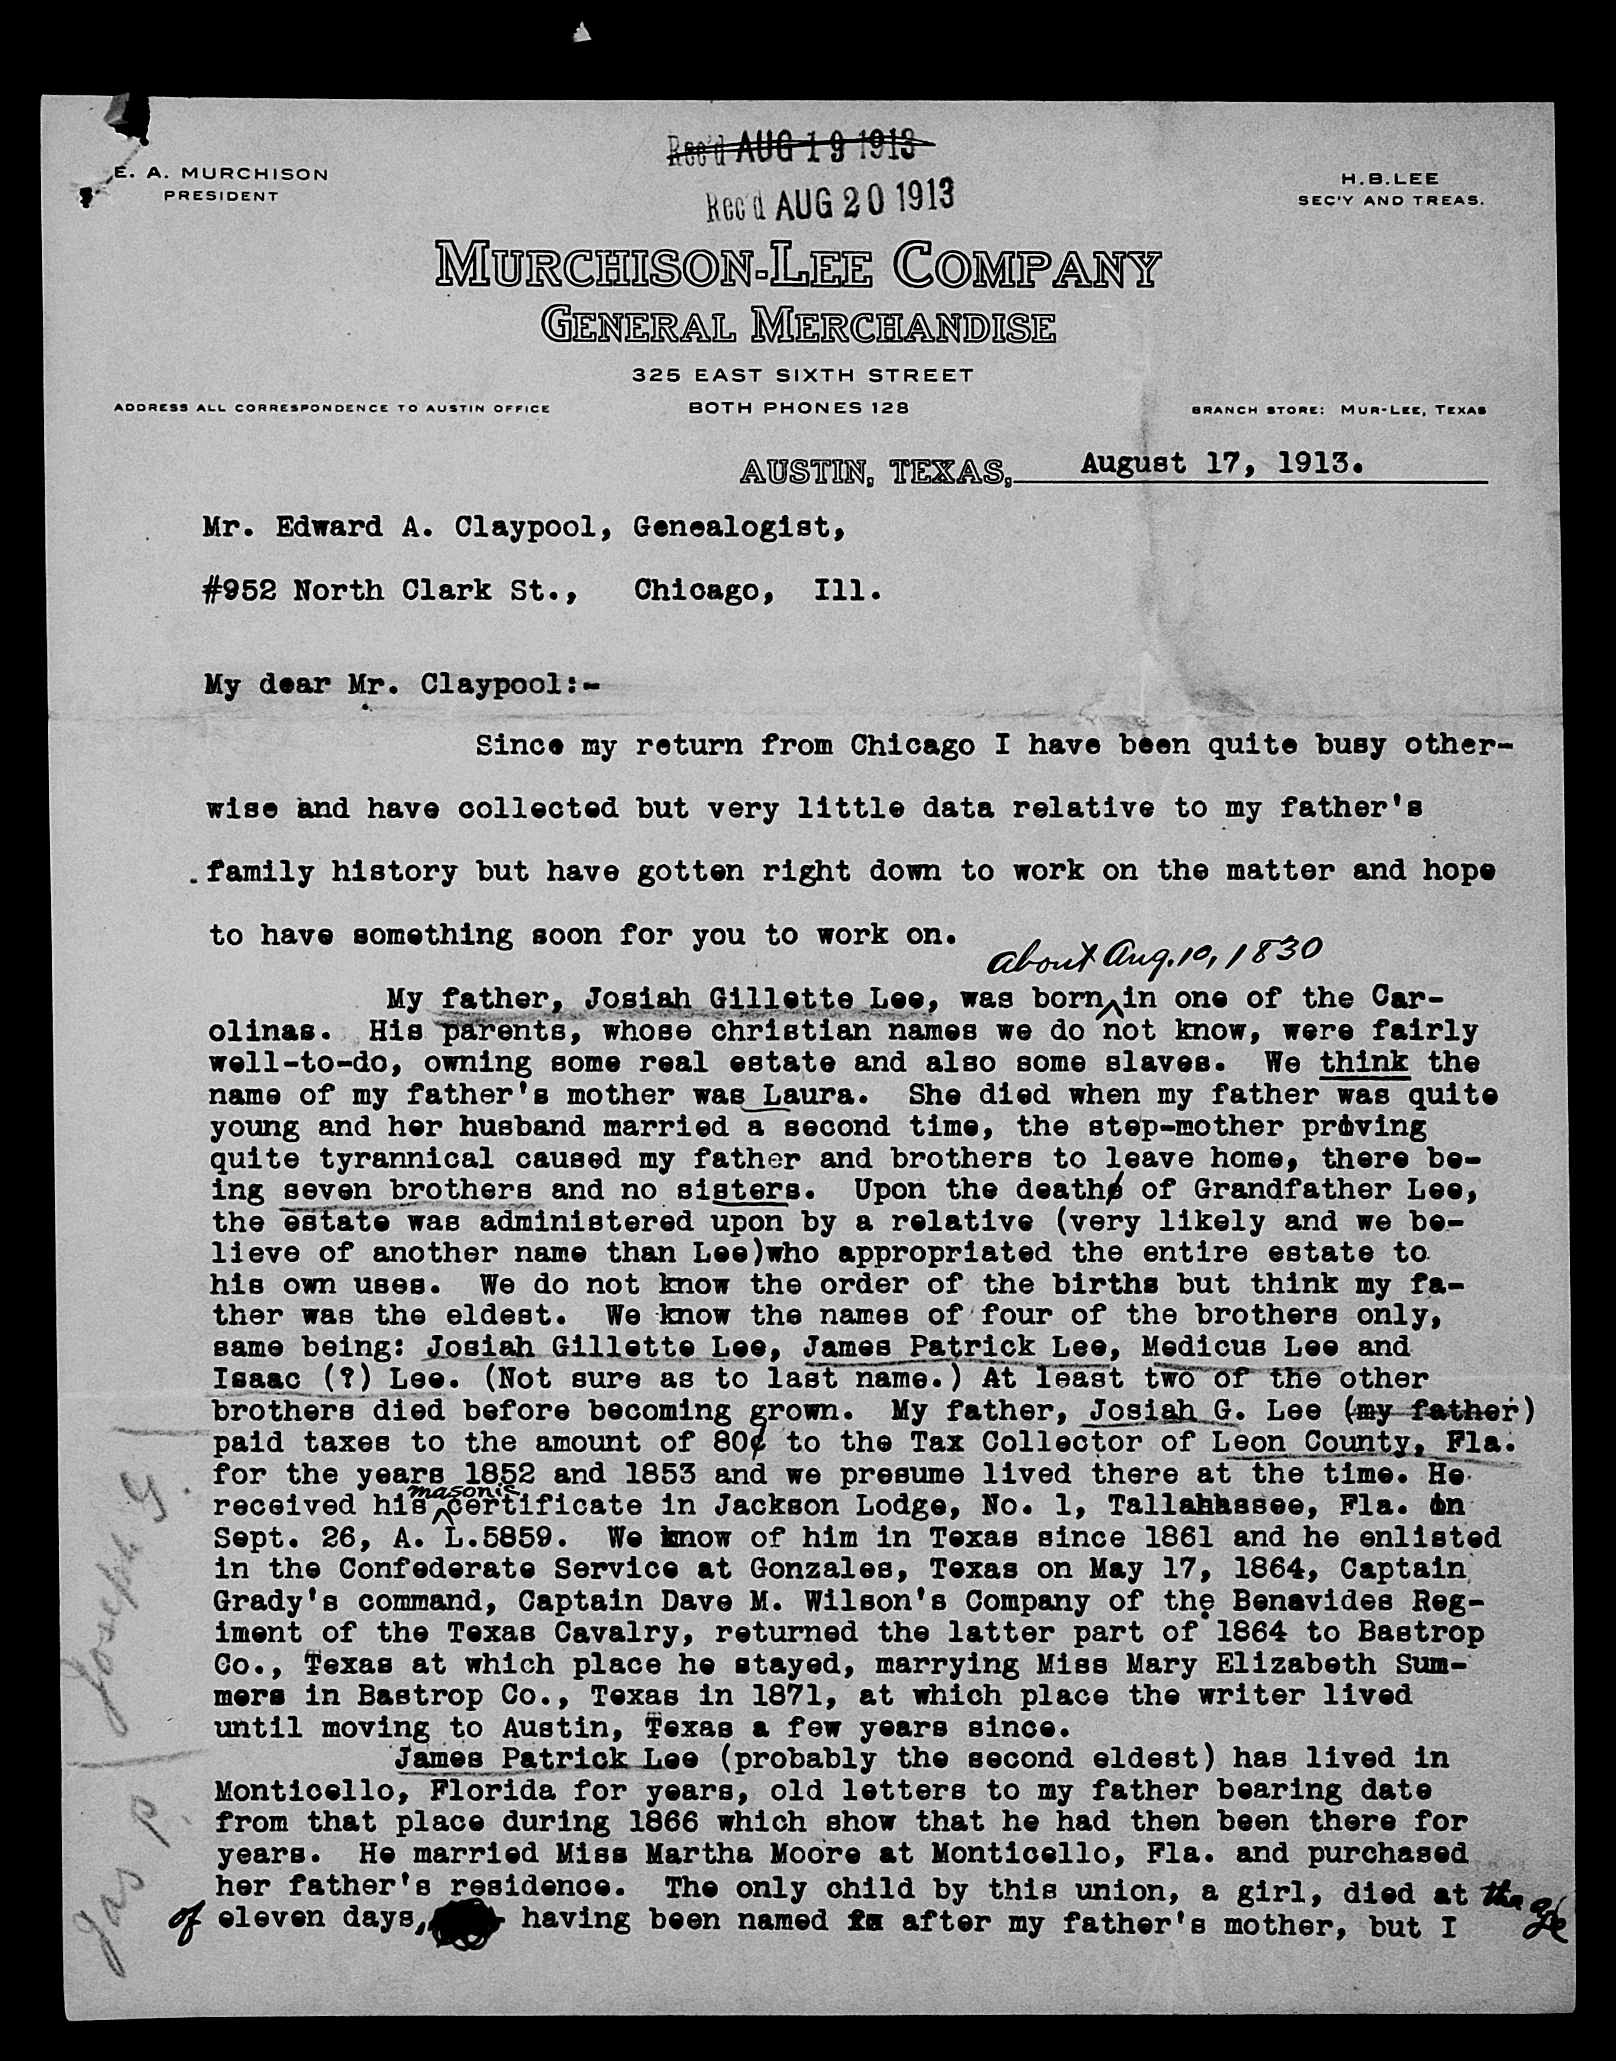 Rec'd AUG 19 1913
Rec'd AUG 20 1913
E. A. MURCHISON
PRESIDENT
H.B.LEE
SEC'Y AND TREAS.
MURCHISON-LEE COMPANY
GENERAL MERCHANDISE
325 EAST SIXTH STREET
ADDRESS ALL CORRESPONDENCE TO AUSTIN OFFICE
BOTH PHONES 128
BRANCH STORE: MUR-LEE, TEXAS
AUSTIN, TEXAS, August 17, 1913.
Mr. Edward A. Claypool, Genealogist,
#952 North Clark St., Chicago, Ill.
My dear Mr. Claypool:-
Since my return from Chicago I have been quite busy other-
wise and have collected but very little data relative to my father's
family history but have gotten right down to work on the matter and hope
to have something soon for you to work on.
about Aug. 10, 1830
My father, Josiah Gillette Lee, was born in one of the Car-
olinas. His parents, whose christian names we do not know, were fairly
well-to-do, owning some real estate and also some slaves. We think the
name of my father's mother was Laura. She died when my father was quite
young and her husband married a second time, the step-mother proving
quite tyrannical caused my father and brothers to leave home, there be-
ing seven brothers and no sisters. Upon the death of Grandfather Lee,
the estate was administered upon by a relative (very likely and we be-
lieve of another name than Lee)who appropriated the entire estate to
his own uses. We do not know the order of the births but think my fa-
ther was the eldest. We know the names of four of the brothers only,
same being: Josiah Gillette Lee, James Patrick Lee, Medicus Lee and
Isaac (?) Lee. (Not sure as to last name.) At least two of the other
brothers died before becoming grown. My father, Josiah G. Lee (my father)
paid taxes to the amount of 80¢ to the Tax Collector of Leon County, Fla.
for the years 1852 and 1853 and we presume lived there at the time. He
masonic
received his certificate in Jackson Lodge, No. 1, Tallahassee, Fla. on
Sept. 26, A. L.5859. We know of him in Texas since 1861 and he enlisted
in the Confederate Service at Gonzales, Texas on May 17, 1864, Captain
Grady's command, Captain Dave M. Wilson's Company of the Benavides Reg-
iment of the Texas Cavalry, returned the latter part of 1864 to Bastrop
Co., Texas at which place he stayed, marrying Miss Mary Elizabeth Sum-
mers in Bastrop Co., Texas in 1871, at which place the writer lived
until moving to Austin, Texas a few years since.
James Patrick Lee (probably the second eldest) has lived in
Monticello, Florida for years, old letters to my father bearing date
from that place during 1866 which show that he had then been there for
years. He married Miss Martha Moore at Monticello, Fla. and purchased
her father's residence. The only child by this union, a girl, died at the age
of eleven days, having been named after my father's mother, but I
Joseph G.
Jas P.